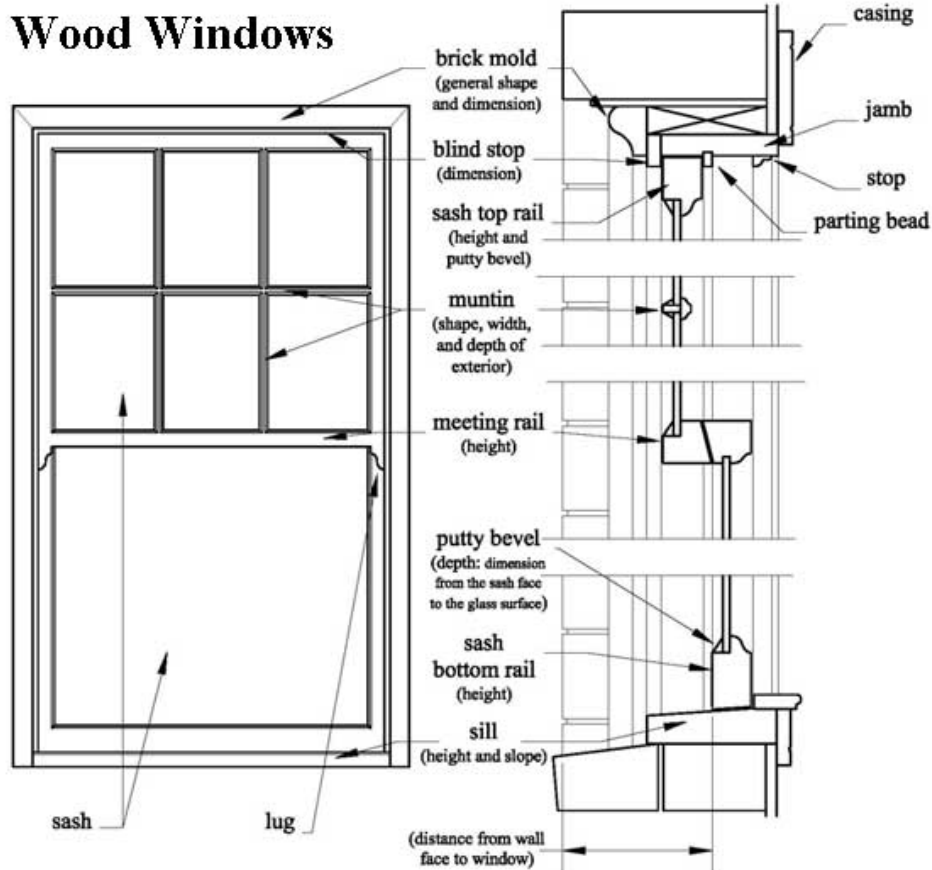 Wood Windows
casing
brick mold
(general shape
and dimension)
jamb
blind stop
(dimension)
stop
sash top rail
(height and
putty bevel)
parting bead
muntin
(shape, width,
and depth of
exterior)
meeting rail
(height)
putty bevel
(depth: dimension
from the sash face
to the glass surface)
sash
bottom rail
(height)
sill
(height and slope)
sash
lug
(distance from wall
face to window)